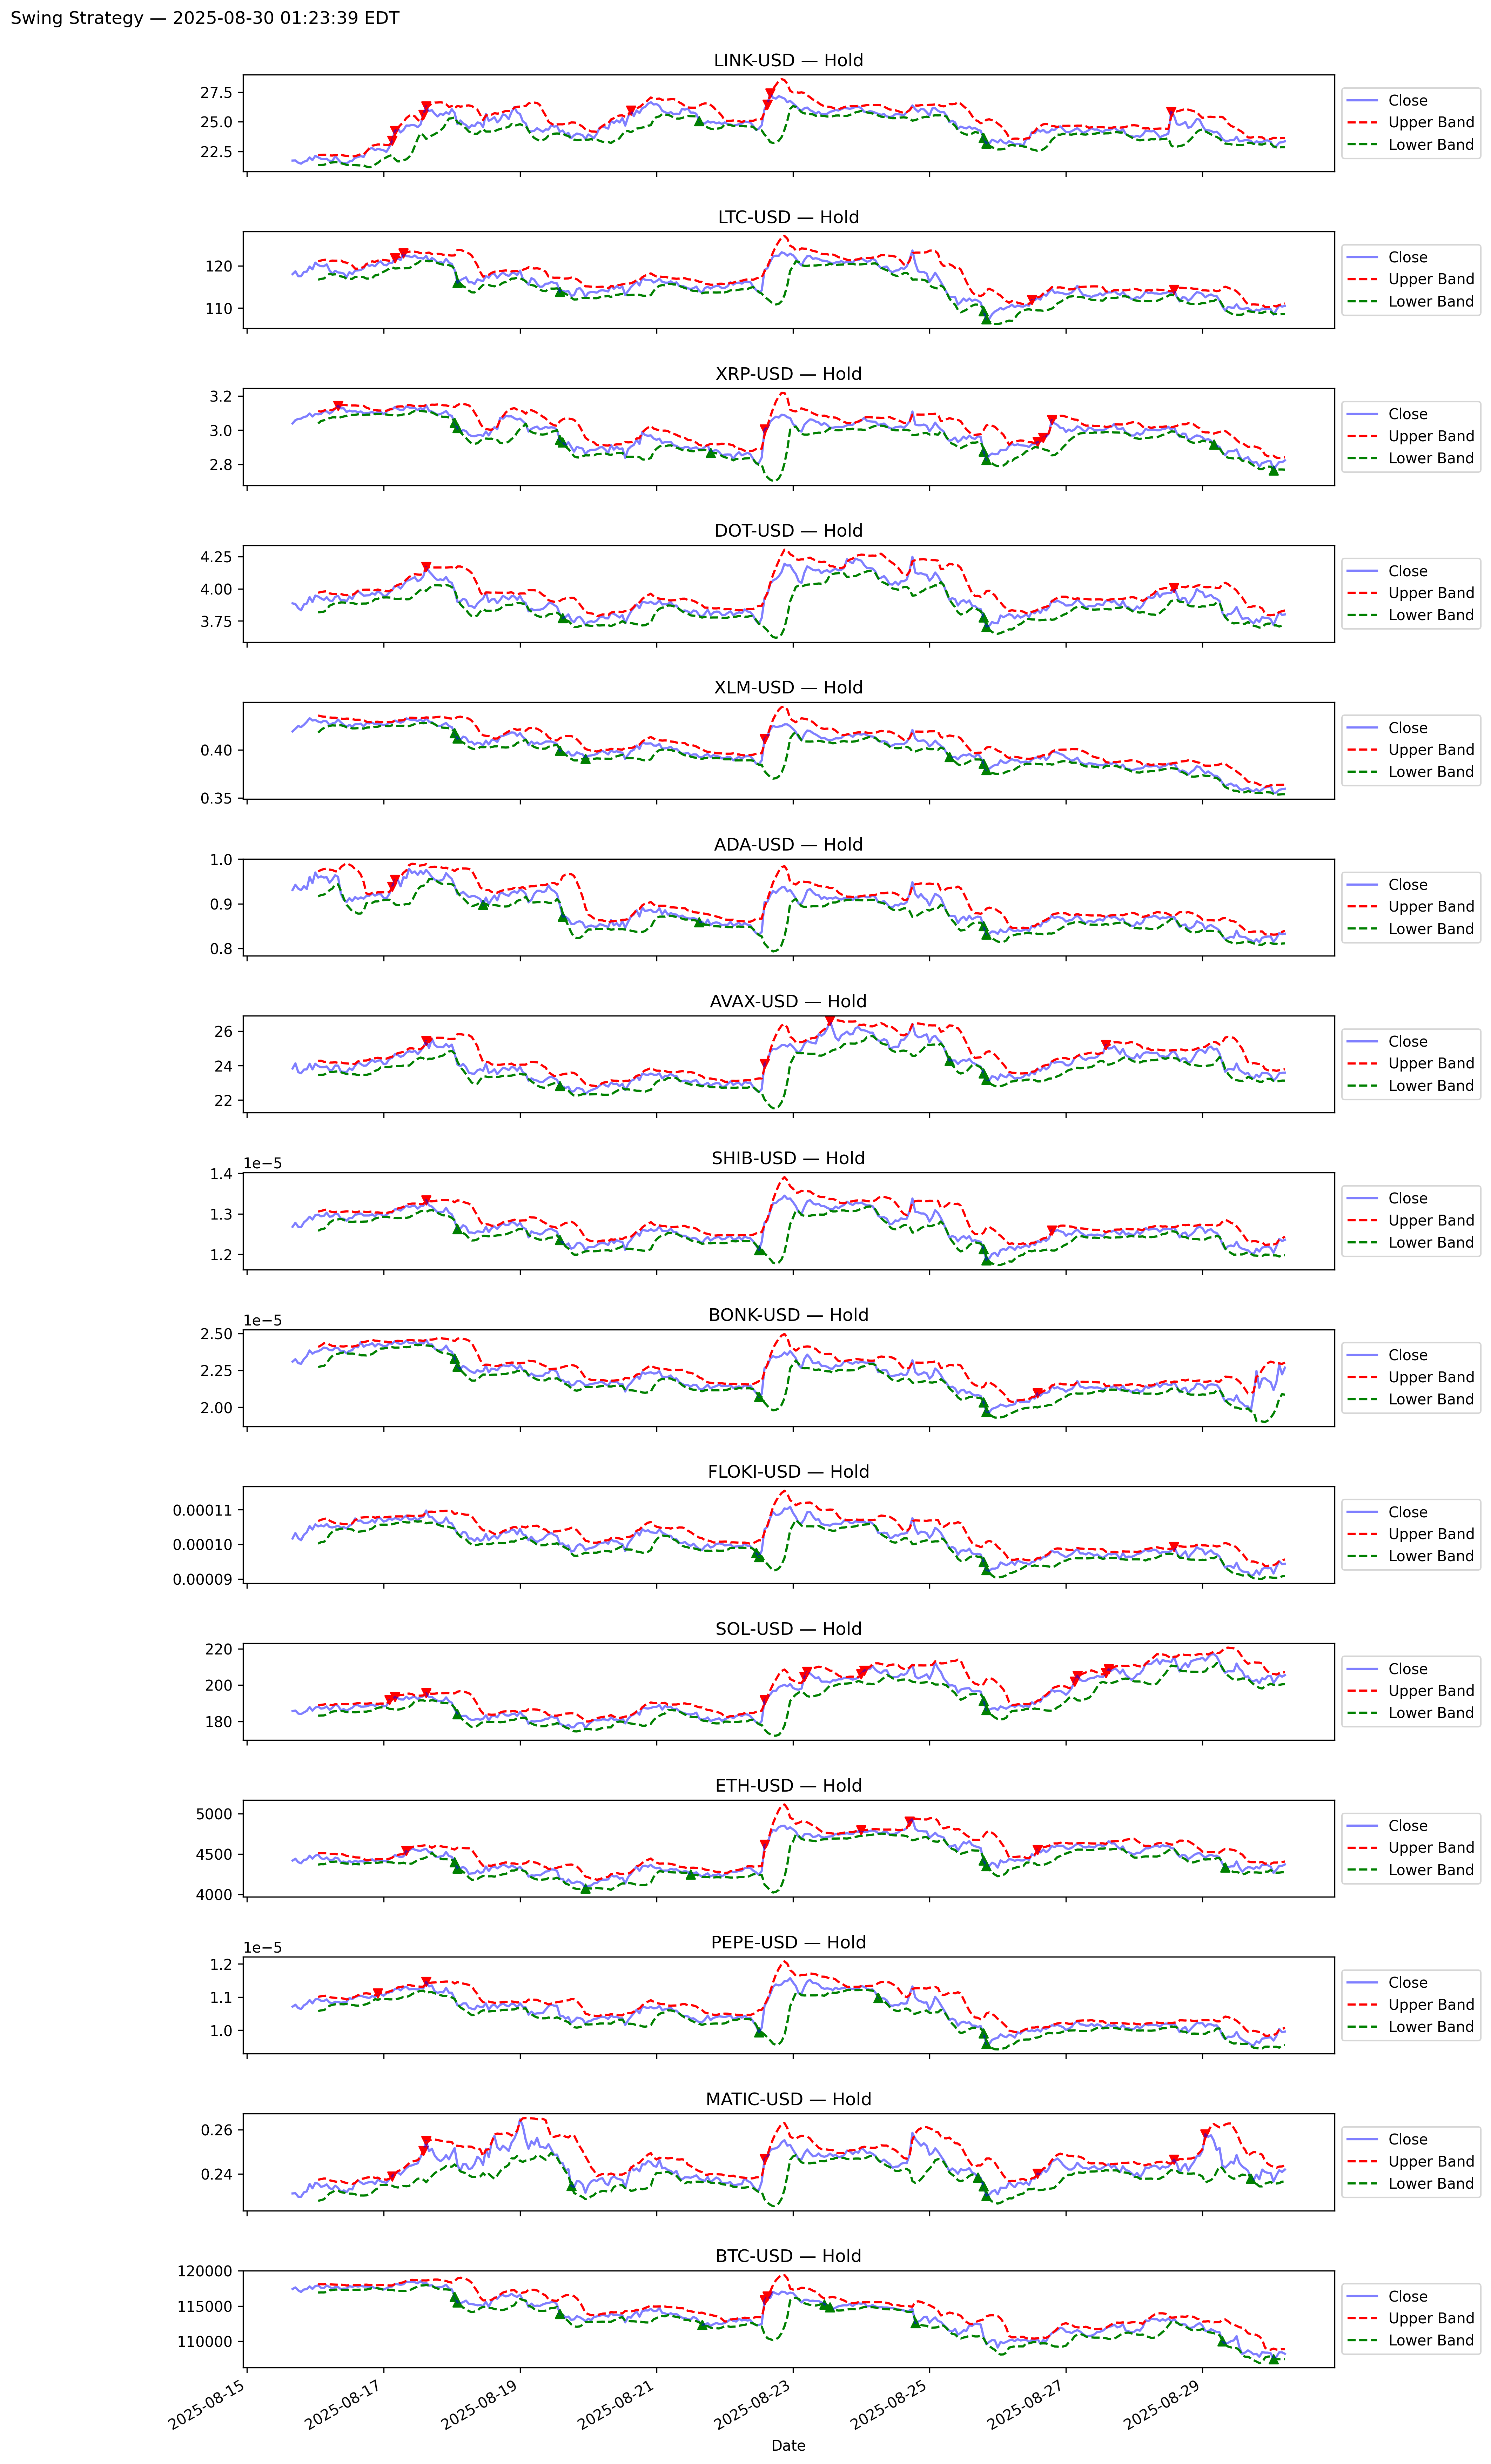 Swing Strategy — 2025-08-30 01:23:39 EDT
LINK-USD — Hold
27.5
25.0
22.5
Close
Upper Band
Lower Band
LTC-USD — Hold
120
110
Close
Upper Band
Lower Band
XRP-USD — Hold
3.2
3.0
2.8
Close
Upper Band
Lower Band
DOT-USD — Hold
4.25
4.00
3.75
Close
Upper Band
Lower Band
XLM-USD — Hold
0.40
0.35
Close
Upper Band
Lower Band
ADA-USD — Hold
1.0
0.9
0.8
Close
Upper Band
Lower Band
AVAX-USD — Hold
26
24
22
Close
Upper Band
Lower Band
SHIB-USD — Hold
1e−5
1.4
1.3
1.2
Close
Upper Band
Lower Band
BONK-USD — Hold
1e−5
2.50
2.25
2.00
Close
Upper Band
Lower Band
FLOKI-USD — Hold
0.00011
0.00010
0.00009
Close
Upper Band
Lower Band
SOL-USD — Hold
220
200
180
Close
Upper Band
Lower Band
ETH-USD — Hold
5000
4500
4000
Close
Upper Band
Lower Band
PEPE-USD — Hold
1e−5
1.2
1.1
1.0
Close
Upper Band
Lower Band
MATIC-USD — Hold
0.26
0.24
Close
Upper Band
Lower Band
BTC-USD — Hold
120000
115000
110000
Close
Upper Band
Lower Band
2025-08-15
2025-08-17
2025-08-19
2025-08-21
2025-08-23
2025-08-25
2025-08-27
2025-08-29
Date